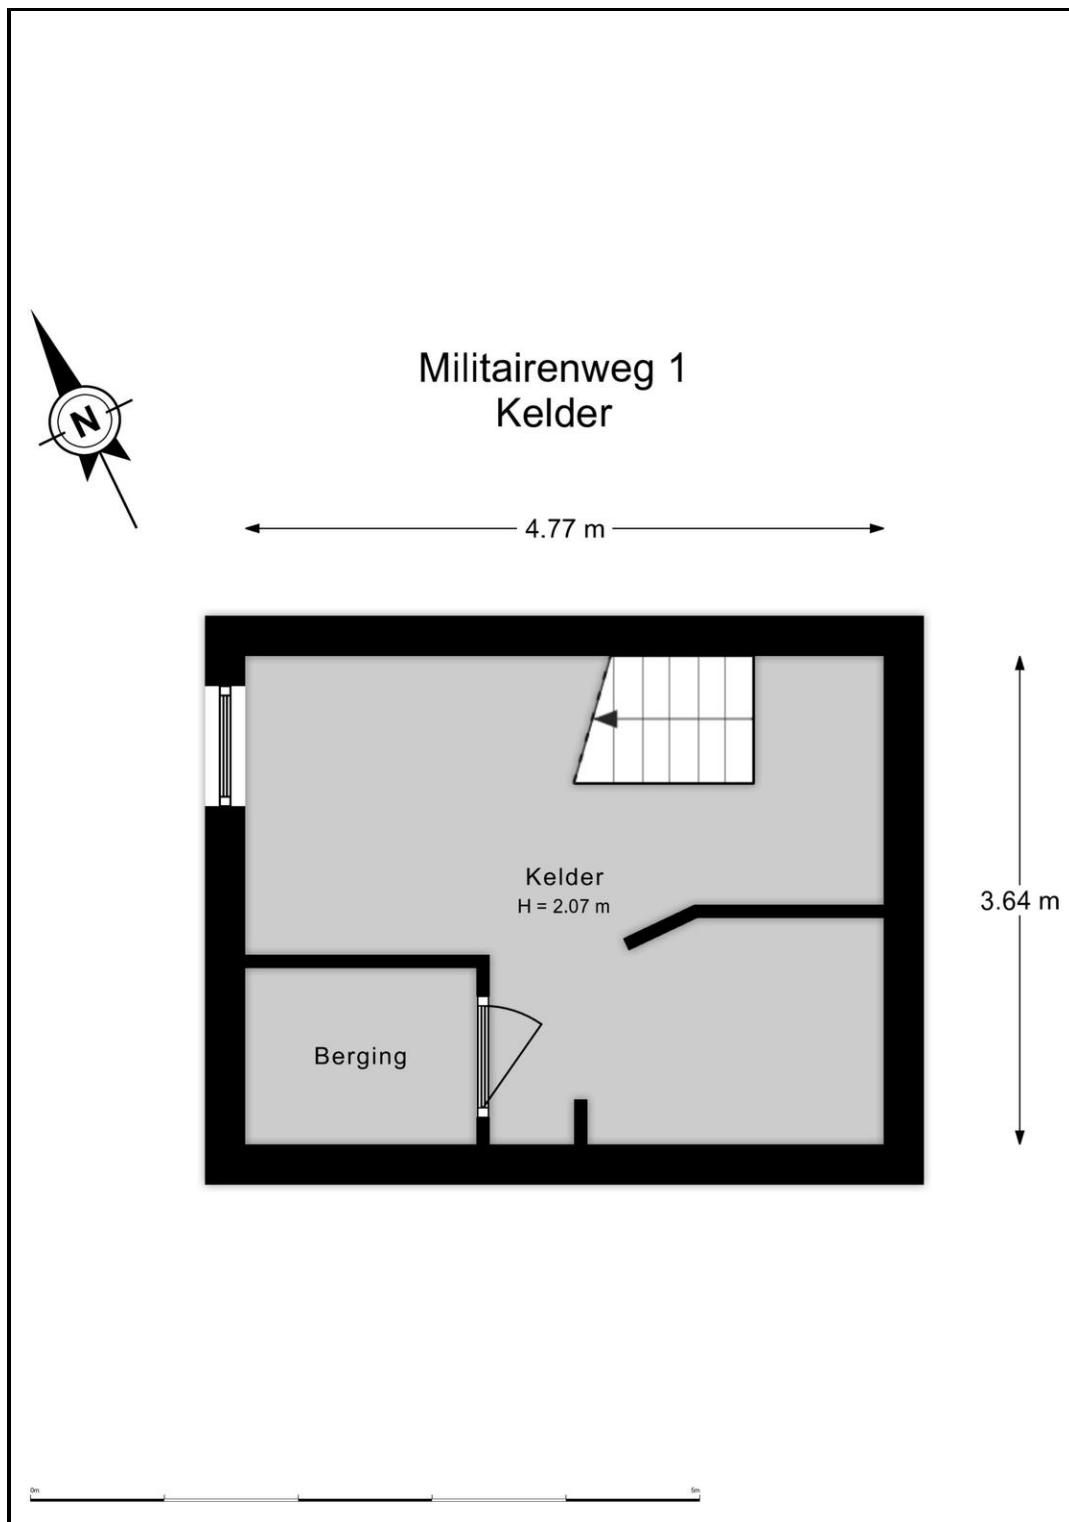 Militairenweg 1
Kelder
N
4.77 m
Kelder
H = 2.07 m
3.64 m
Berging
0m
5m